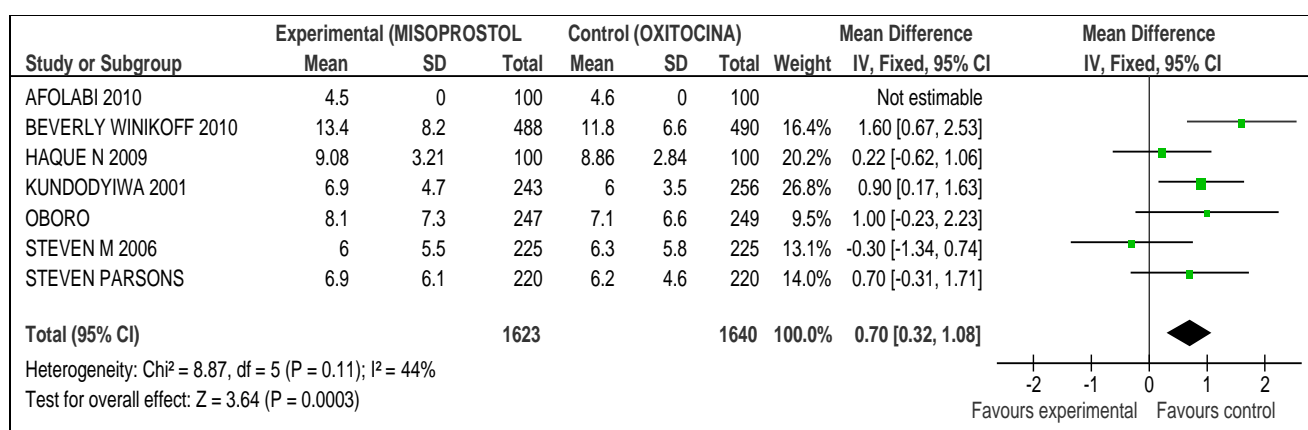 Experimental (MISOPROSTOL Control (OXITOCINA) Mean Difference Mean Difference
Study or Subgroup Mean SD Total Mean SD Total Weight IV, Fixed, 95% CI IV, Fixed, 95% CI
AFOLABI 2010 4.5 0 100 4.6 0 100 Not estimable
BEVERLY WINIKOFF 2010 13.4 8.2 488 11.8 6.6 490 16.4% 1.60 [0.67, 2.53]
HAQUE N 2009 9.08 3.21 100 8.86 2.84 100 20.2% 0.22 [-0.62, 1.06]
KUNDODYIWA 2001 6.9 4.7 243 6 3.5 256 26.8% 0.90 [0.17, 1.63]
OBORO 8.1 7.3 247 7.1 6.6 249 9.5% 1.00 [-0.23, 2.23]
STEVEN M 2006 6 5.5 225 6.3 5.8 225 13.1% -0.30 [-1.34, 0.74]
STEVEN PARSONS 6.9 6.1 220 6.2 4.6 220 14.0% 0.70 [-0.31, 1.71]
Total (95% CI) 1623 1640 100.0% 0.70 [0.32, 1.08]
Heterogeneity: Chi² = 8.87, df = 5 (P = 0.11); I² = 44%
Test for overall effect: Z = 3.64 (P = 0.0003)
-2 -1 0 1 2
Favours experimental Favours control